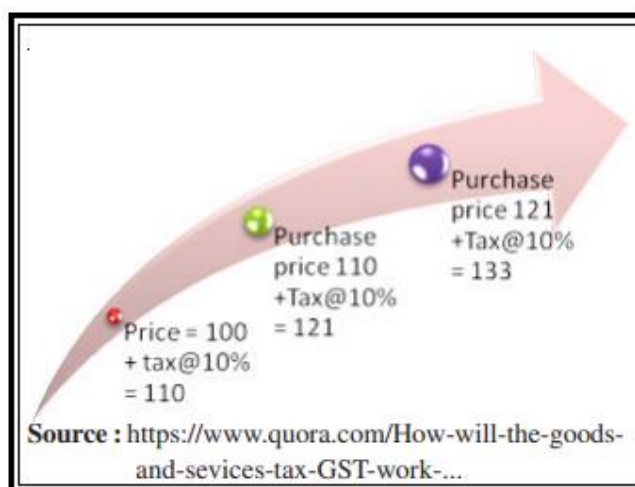 Price = 100
+ tax@10%
= 110
Purchase
price 110
+Tax@10%
= 121
Purchase
price 121
+Tax@10%
= 133
Source : https://www.quora.com/How-will-the-goods-
and-sevices-tax-GST-work-...